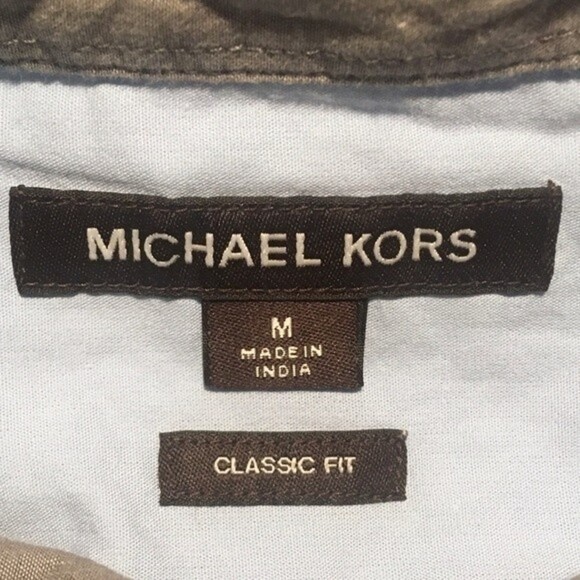 MICHAEL KORS
M
MADE IN
INDIA
CLASSIC FIT